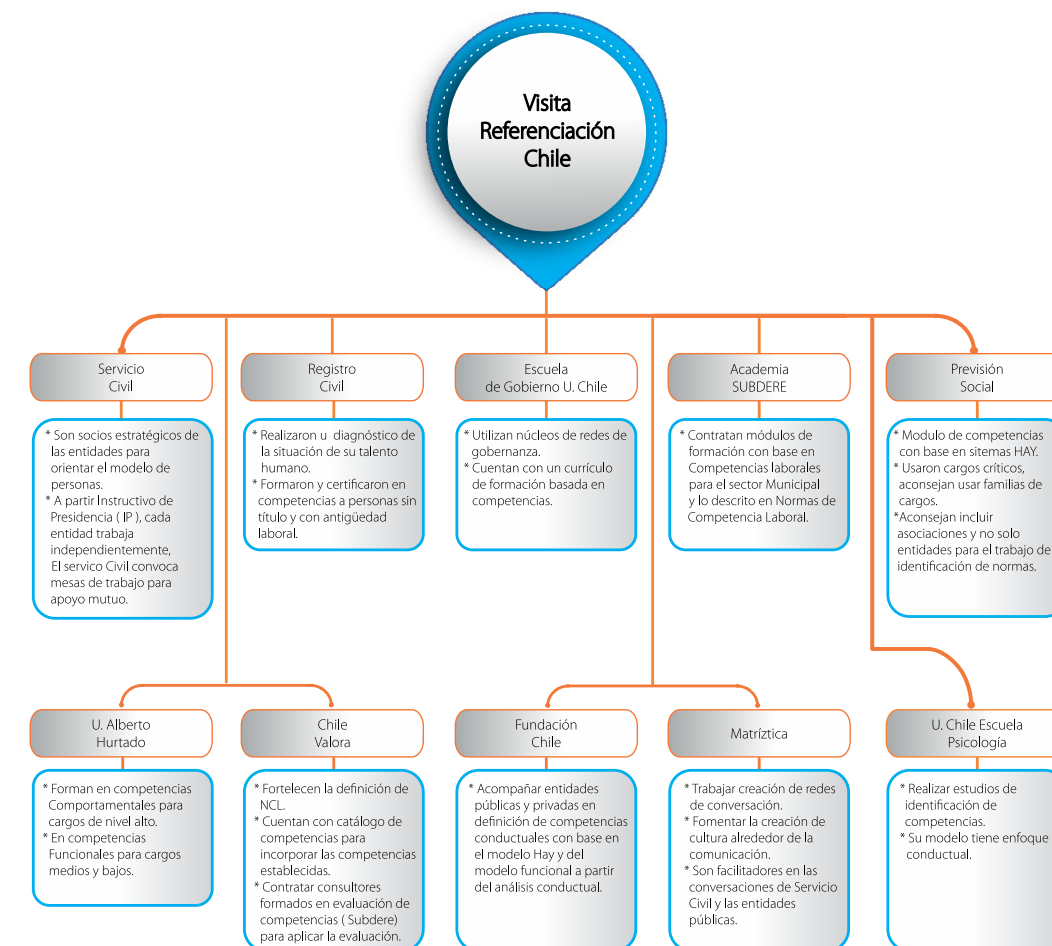 Visita
Referenciación
Chile
Servicio
Civil
* Son socios estratégicos de
las entidades para
orientar el modelo de
personas.
* A partir Instructivo de
Presidencia ( IP ), cada
entidad trabaja
independientemente,
El servico Civil convoca
mesas de trabajo para
apoyo mutuo.
Registro
Civil
* Realizaron u diagnóstico de
la situación de su talento
humano.
* Formaron y certificaron en
competencias a personas sin
título y con antigüedad
laboral.
Escuela
de Gobierno U. Chile
* Utilizan núcleos de redes de
gobernanza.
* Cuentan con un currículo
de formación basada en
competencias.
Academia
SUBDERE
* Contratan módulos de
formación con base en
Competencias laborales
para el sector Municipal
y lo descrito en Normas de
Competencia Laboral.
Previsión
Social
* Modulo de competencias
con base en sitemas HAY.
* Usaron cargos críticos,
aconsejan usar familias de
cargos.
*Aconsejan incluir
asociaciones y no solo
entidades para el trabajo de
identificación de normas.
U. Alberto
Hurtado
* Forman en competencias
Comportamentales para
cargos de nivel alto.
* En competencias
Funcionales para cargos
medios y bajos.
Chile
Valora
* Fortelecen la definición de
NCL.
* Cuentan con catálogo de
competencias para
incorporar las competencias
establecidas.
* Contratar consultores
formados en evaluación de
competencias ( Subdere)
para aplicar la evaluación.
Fundación
Chile
* Acompañar entidades
públicas y privadas en
definición de competencias
conductuales con base en
el modelo Hay y del
modelo funcional a partir
del análisis conductual.
Matríztica
* Trabajar creación de redes
de conversación.
* Fomentar la creación de
cultura alrededor de la
comunicación.
* Son facilitadores en las
conversaciones de Servicio
Civil y las entidades
públicas.
U. Chile Escuela
Psicología
* Realizar estudios de
identificación de
competencias.
* Su modelo tiene enfoque
conductual.